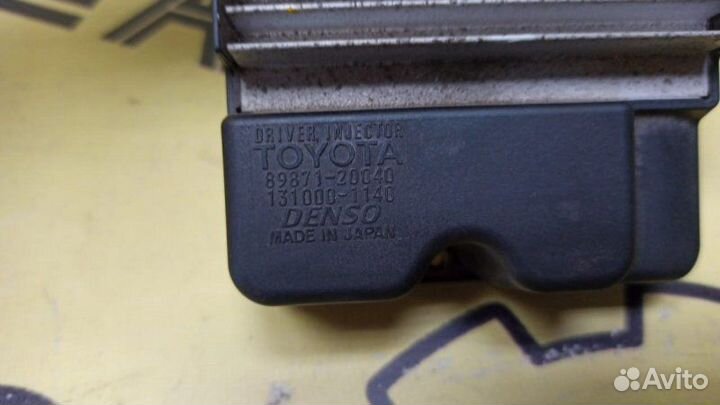 DRIVER, INJECTOR
TOYOTA
89871-20040
131000-1140
DENSO
MADE IN JAPAN
Avito